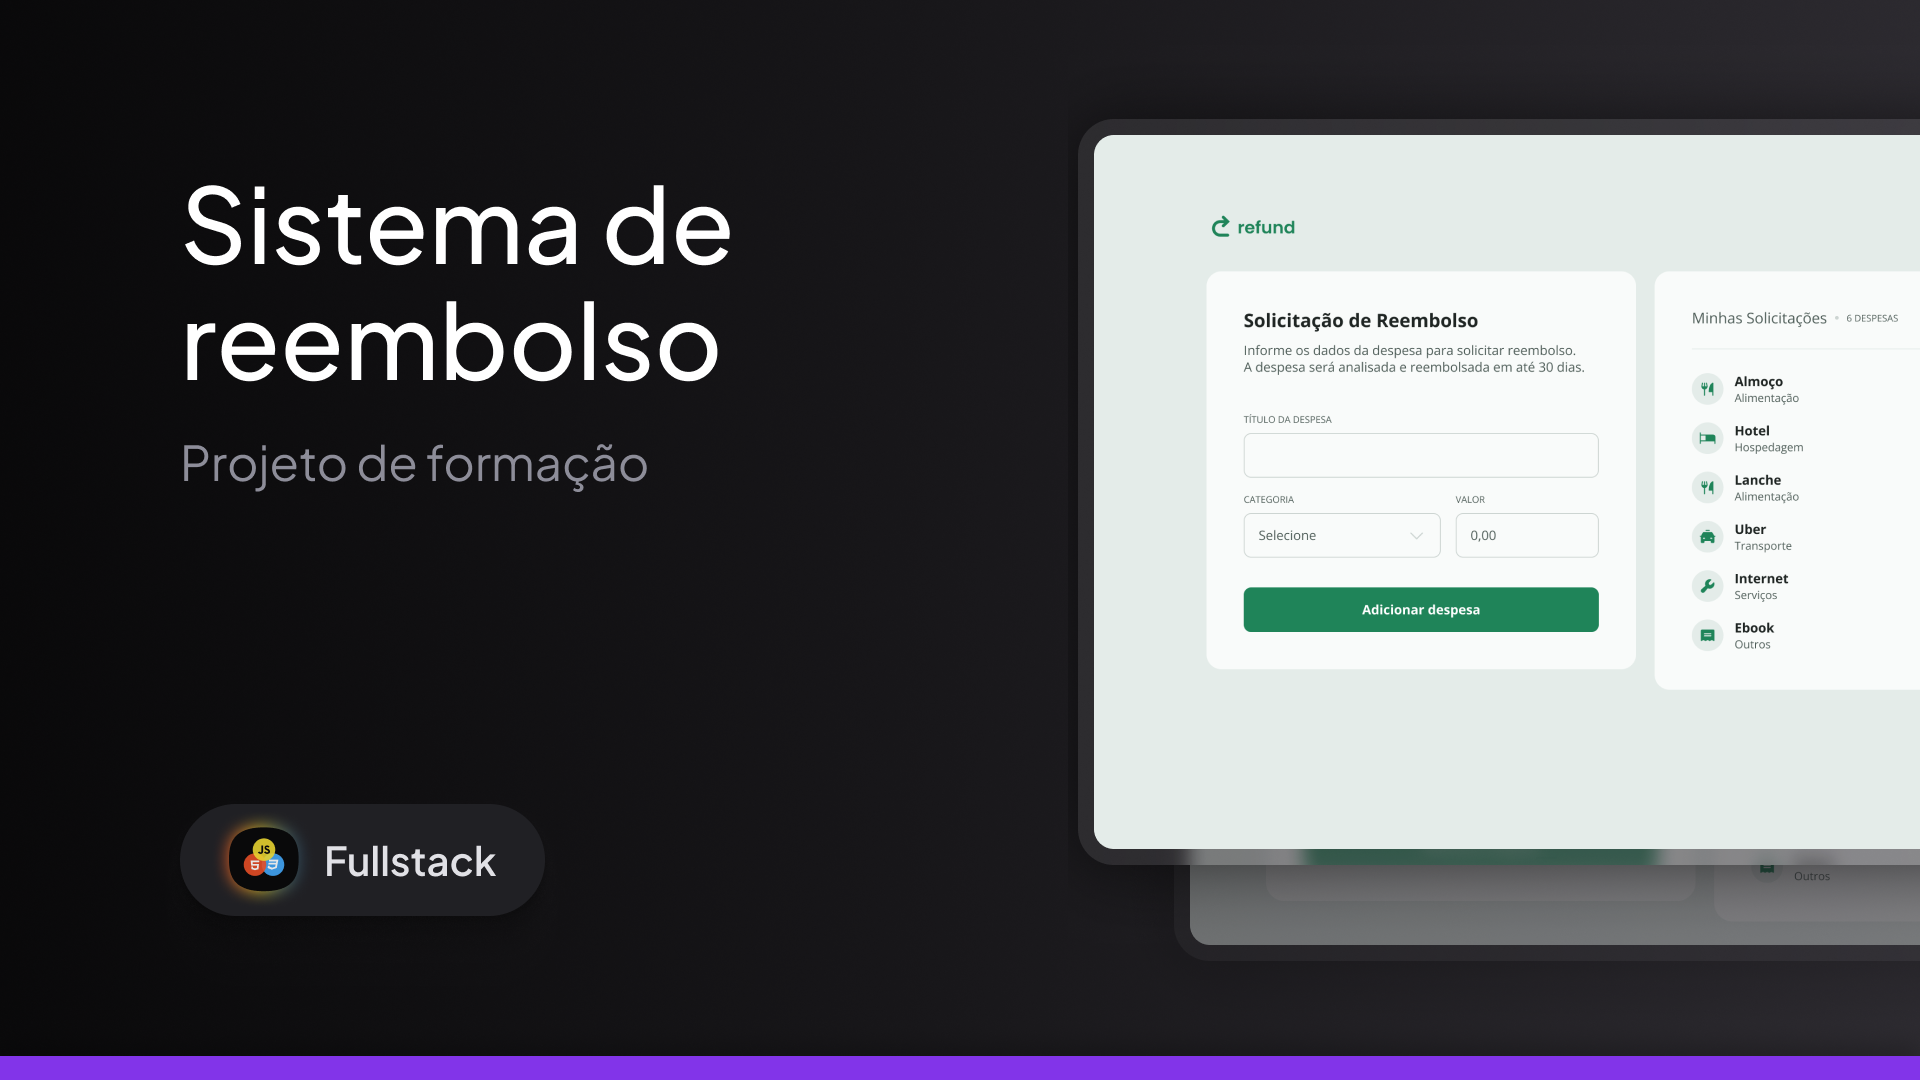 Sistema de
reembolso
Projeto de formação
JS
Fullstack
refund
Solicitação de Reembolso
Informe os dados da despesa para solicitar reembolso.
A despesa será analisada e reembolsada em até 30 dias.
TÍTULO DA DESPESA
CATEGORIA VALOR
Selecione 0,00
Adicionar despesa
Minhas Solicitações • 6 DESPESAS
Almoço
Alimentação
Hotel
Hospedagem
Lanche
Alimentação
Uber
Transporte
Internet
Serviços
Ebook
Outros
Outros